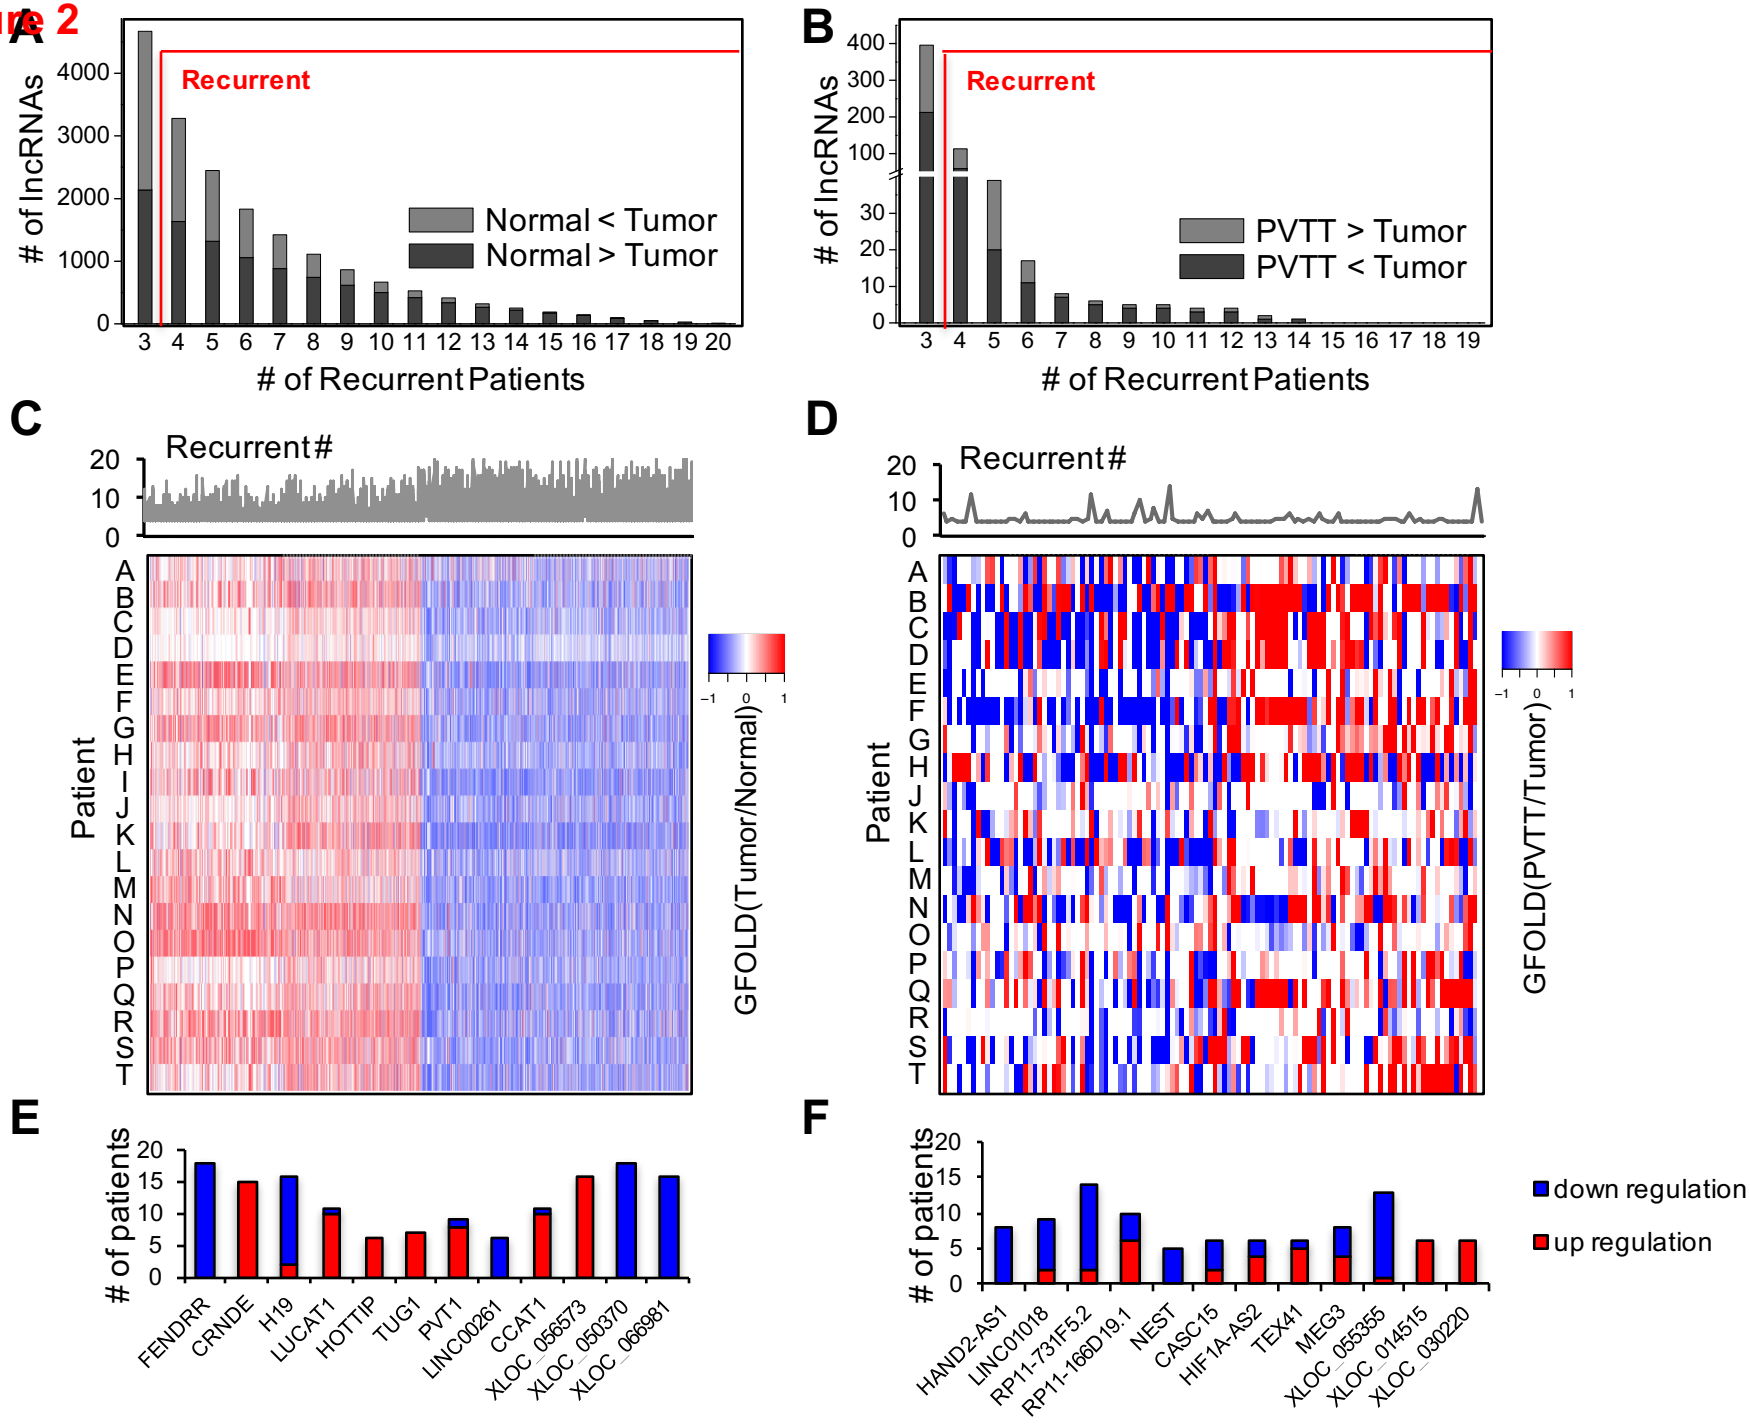 ure 2
A
# of lncRNAs
4000
3000
2000
1000
0
Recurrent
Normal < Tumor
Normal > Tumor
3 4 5 6 7 8 9 10 11 12 13 14 15 16 17 18 19 20
# of Recurrent Patients
B
# of lncRNAs
400
300
200
100
30
20
10
0
Recurrent
PVTT > Tumor
PVTT < Tumor
3 4 5 6 7 8 9 10 11 12 13 14 15 16 17 18 19
# of Recurrent Patients
C
Recurrent #
20
10
0
Patient
A
B
C
D
E
F
G
H
I
J
K
L
M
N
O
P
Q
R
S
T
-1 0 1
GFOLD(Tumor/Normal)
D
Recurrent #
20
10
0
Patient
A
B
C
D
E
F
G
H
J
K
L
M
N
O
P
Q
R
S
T
-1 0 1
GFOLD(PVTT/Tumor)
E
# of patients
20
15
10
5
0
FENDRR
CRNDE
H19
LUCAT1
HOTTIP
TUG1
PVT1
LINC00261
CCAT1
XLOC_056573
XLOC_050370
XLOC_066981
F
# of patients
20
15
10
5
0
HAND2-AS1
LINC01018
RP11-731F5.2
RP11-166D19.1
NEST
CASC15
HIF1A-AS2
TEX41
MEG3
XLOC_055355
XLOC_014515
XLOC_030220
down regulation
up regulation